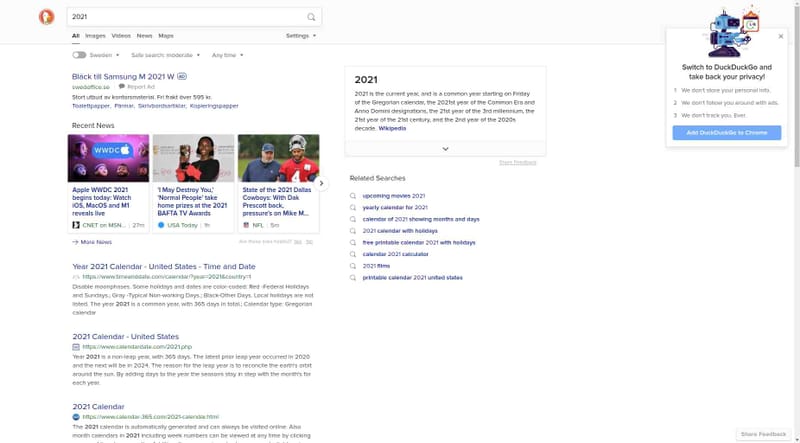 2021
All Images Videos News Maps Settings
Sweden Safe search: moderate Any time
Bläck till Samsung M 2021 W AD
swedoffice.se Report Ad
Stort utbud av kontorsmaterial. Fri frakt över 595 kr.
Toalettpapper, Pärmar, Skrivbordsartiklar, Kopieringspapper
Recent News
WWDC
Apple WWDC 2021 begins today: Watch iOS, MacOS and M1 reveals live
CNET on MSN... | 27m
'I May Destroy You,' 'Normal People' take home prizes at the 2021 BAFTA TV Awards
USA Today | 1h
State of the 2021 Dallas Cowboys: With Dak Prescott back, pressure's on Mike M...
NFL | 5m
More News
Are these links helpful? Yes No
Year 2021 Calendar - United States - Time and Date
https://www.timeanddate.com/calendar/?year=2021&country=1
Disable moonphases. Some holidays and dates are color-coded: Red -Federal Holidays
and Sundays.; Gray -Typical Non-working Days.; Black-Other Days. Local holidays are not
listed. The year 2021 is a common year, with 365 days in total.; Calendar type: Gregorian
calendar
2021 Calendar - United States
https://www.calendardate.com/2021.php
Year 2021 is a non-leap year, with 365 days. The latest prior leap year occurred in 2020
and the next will be in 2024. The reason for the leap year is to reconcile the earth's orbit
around the sun. By adding days to the year the seasons stay in step with the month's for
each year.
2021 Calendar
https://www.calendar-365.com/2021-calendar.html
The 2021 calendar is automatically generated and can always be visited online. Also
month calendars in 2021 including week numbers can be viewed at any time by clicking
2021
2021 is the current year, and is a common year starting on Friday
of the Gregorian calendar, the 2021st year of the Common Era and
Anno Domini designations, the 21st year of the 3rd millennium, the
21st year of the 21st century, and the 2nd year of the 2020s
decade. Wikipedia
Share Feedback
Related Searches
upcoming movies 2021
yearly calendar for 2021
calendar of 2021 showing months and days
2021 calendar with holidays
free printable calendar 2021 with holidays
calendar 2021 calculator
2021 films
printable calendar 2021 united states
Switch to DuckDuckGo and
take back your privacy!
1 We don't store your personal info.
2 We don't follow you around with ads.
3 We don't track you. Ever.
Add DuckDuckGo to Chrome
Share Feedback